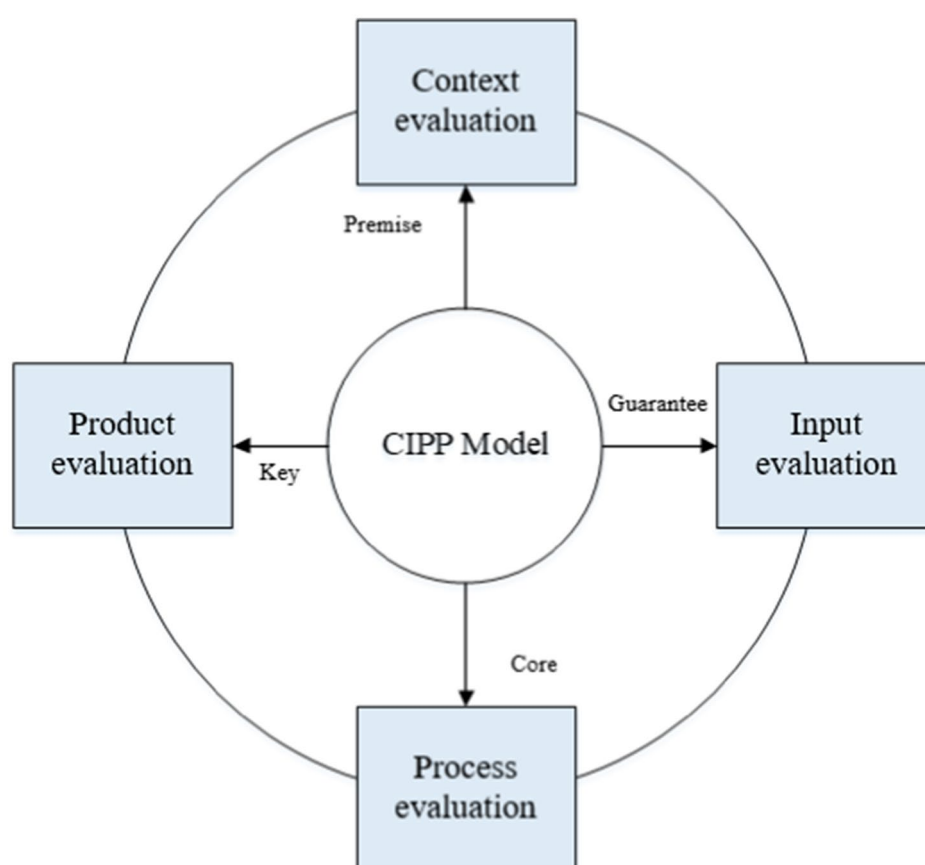 Context
evaluation
Premise
Guarantee
Product
evaluation
CIPP Model
Input
evaluation
Key
Core
Process
evaluation